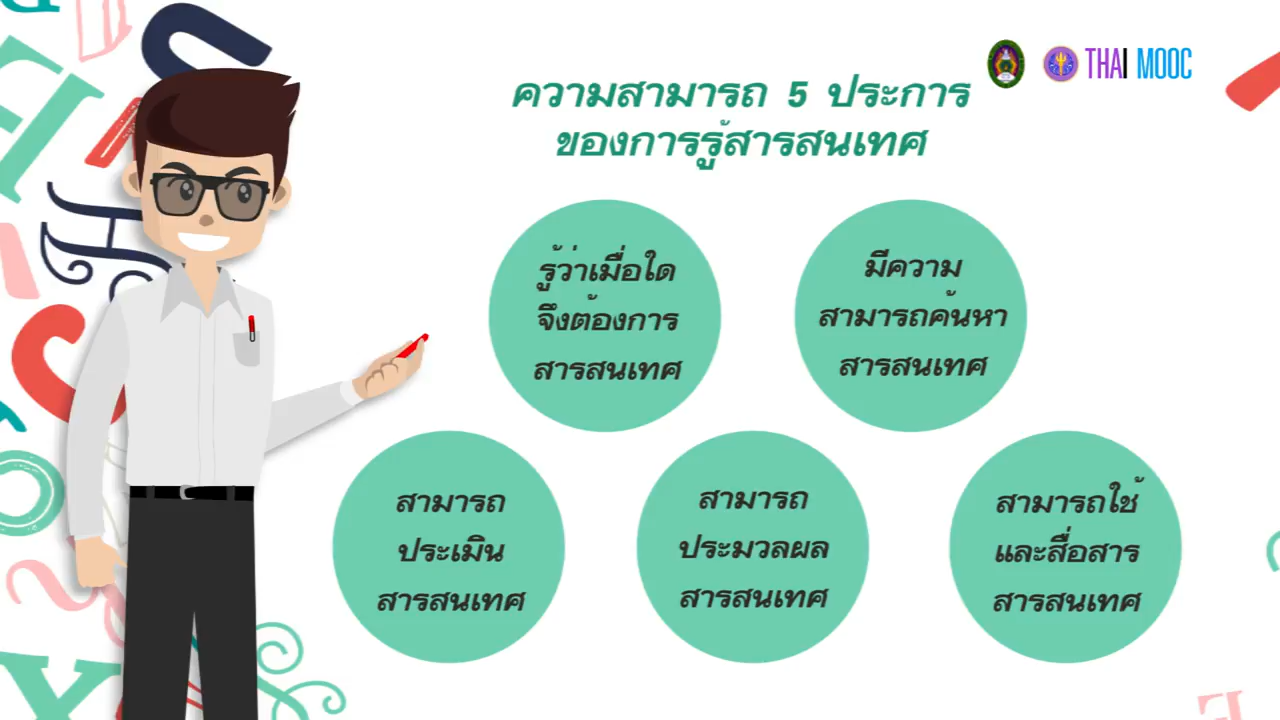 THAI MOOC
ความสามารถ 5 ประการ
ของการรู้สารสนเทศ
รู้ว่าเมื่อใด
จึงต้องการ
สารสนเทศ
มีความ
สามารถค้นหา
สารสนเทศ
สามารถ
ประเมิน
สารสนเทศ
สามารถ
ประมวลผล
สารสนเทศ
สามารถใช้
และสื่อสาร
สารสนเทศ